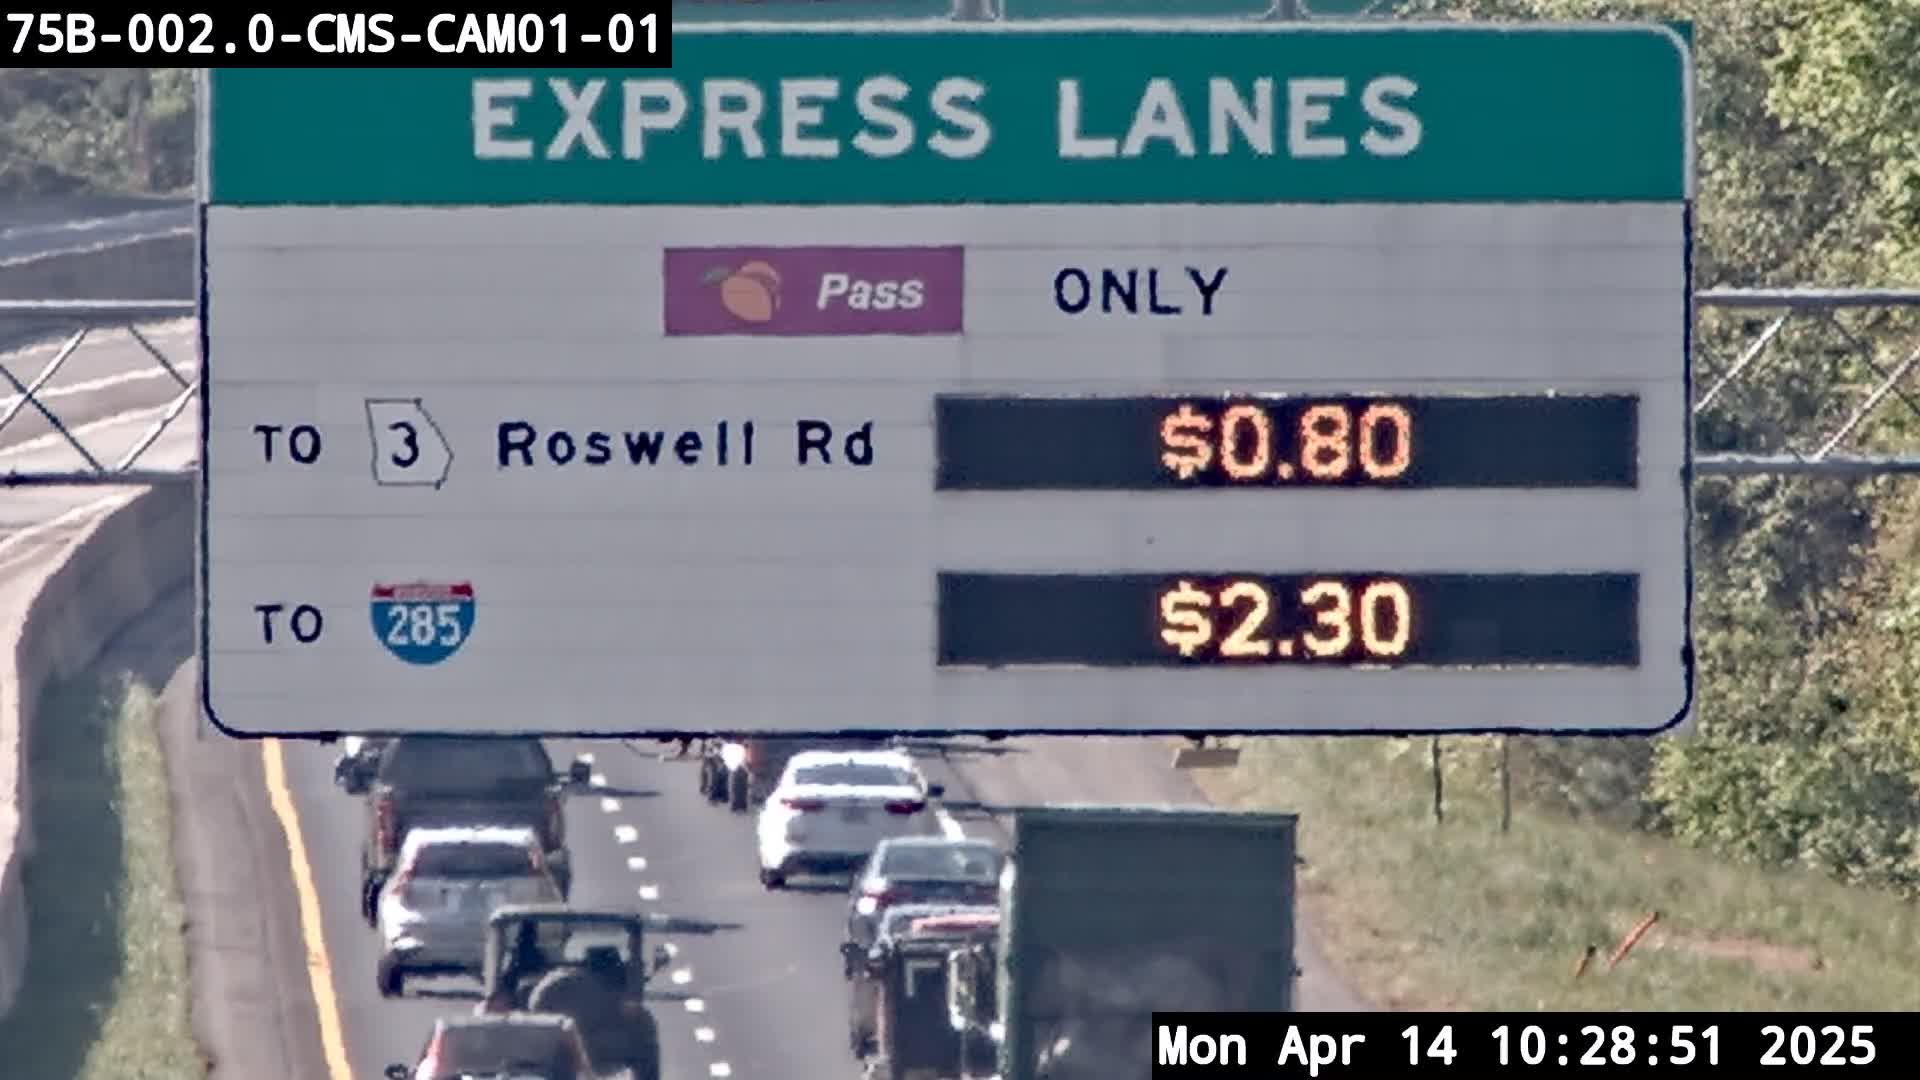 75B-002.0-CMS-CAM01-01
EXPRESS LANES
Pass ONLY
TO 3 Roswell Rd $0.80
TO 285 $2.30
Mon Apr 14 10:28:51 2025